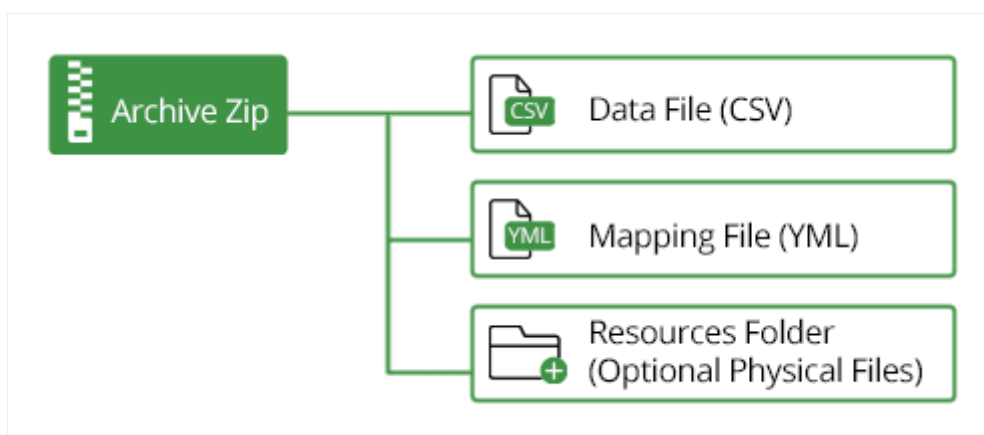 Archive Zip
CSV
Data File (CSV)
YML
Mapping File (YML)
Resources Folder
(Optional Physical Files)